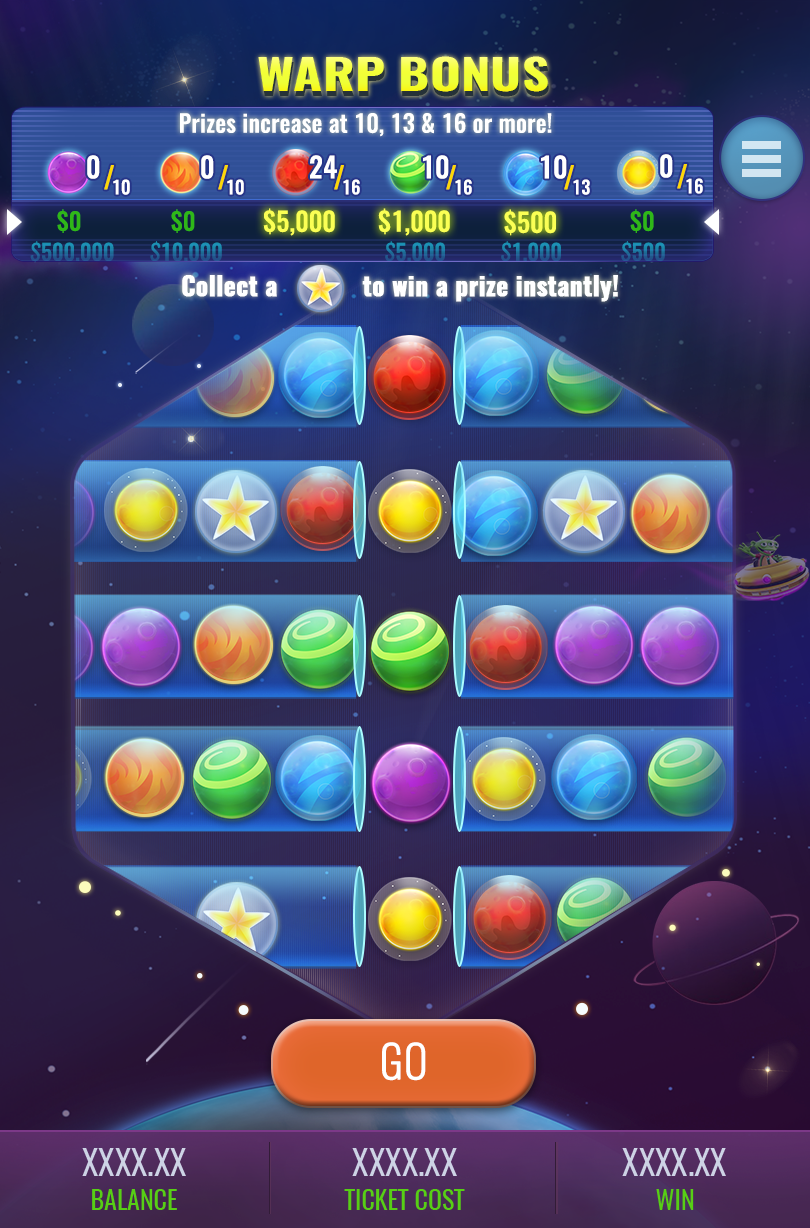 WARP BONUS
Prizes increase at 10, 13 & 16 or more!
0/10 0/10 24/16 10/16 10/13 0/16
$0 $0 $5,000 $1,000 $500 $0
$500,000 $10,000 $5,000 $1,000 $500
Collect a to win a prize instantly!
GO
XXXX.XX XXXX.XX XXXX.XX
BALANCE TICKET COST WIN